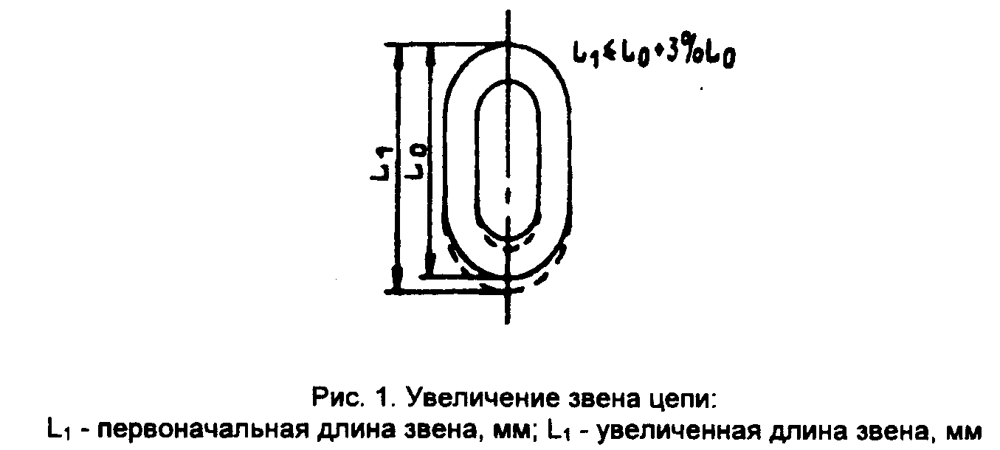 L₁≤L₀+3%L₀
L₁
L₀
Рис. 1. Увеличение звена цепи:
L₁ - первоначальная длина звена, мм; L₁ - увеличенная длина звена, мм